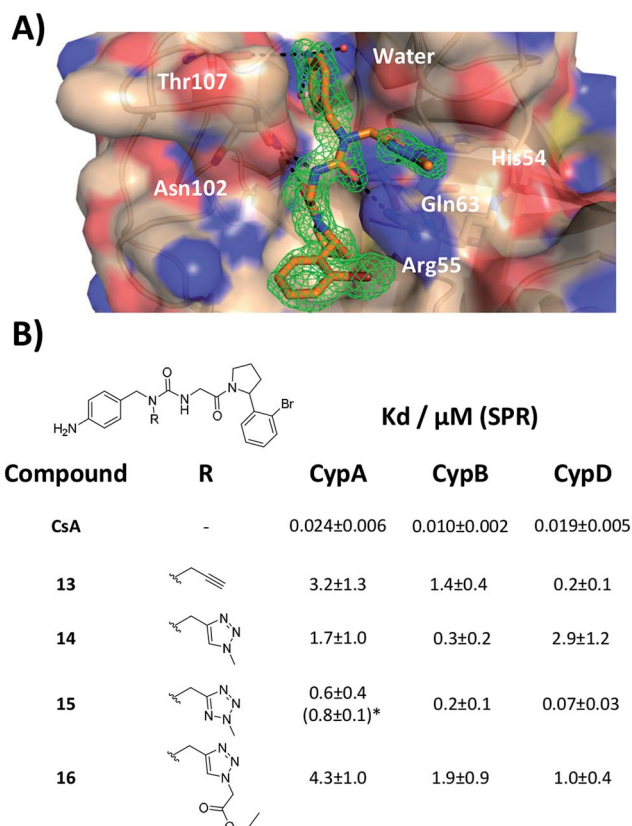 A)
Water
Thr107
Asn102
His54
Gln63
Arg55
B)
O
N
R
NH
O
N
Br
H₂N
Kd / μM (SPR)
Compound R CypA CypB CypD
CsA - 0.024±0.006 0.010±0.002 0.019±0.005
13 3.2±1.3 1.4±0.4 0.2±0.1
14 N N N 1.7±1.0 0.3±0.2 2.9±1.2
15 N N N N 0.6±0.4 0.2±0.1 0.07±0.03
(0.8±0.1)*
16 N N N 4.3±1.0 1.9±0.9 1.0±0.4
O